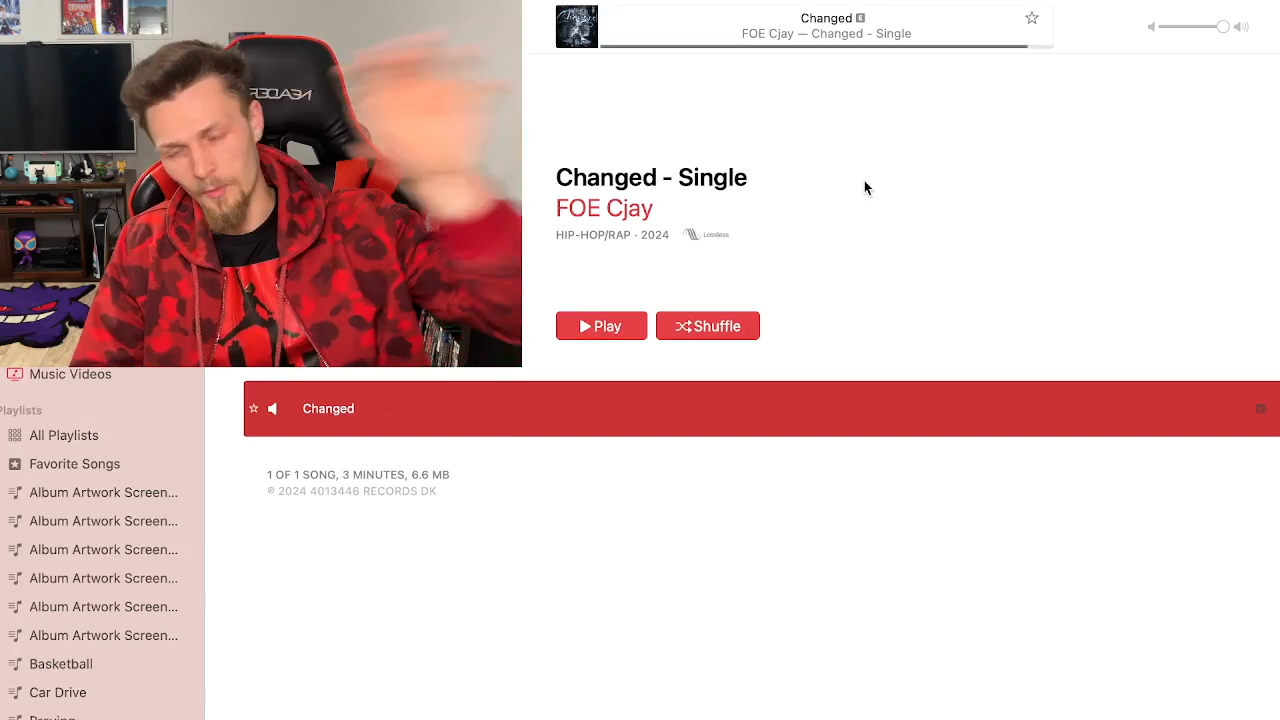 Changed E
FOE Cjay — Changed - Single
Changed - Single
FOE Cjay
HIP-HOP/RAP · 2024 Lossless
Play
Shuffle
Music Videos
Playlists
Changed
All Playlists
Favorite Songs
1 OF 1 SONG, 3 MINUTES, 6.6 MB
℗ 2024 4013446 RECORDS DK
Album Artwork Screen...
Album Artwork Screen...
Album Artwork Screen...
Album Artwork Screen...
Album Artwork Screen...
Album Artwork Screen...
Basketball
Car Drive